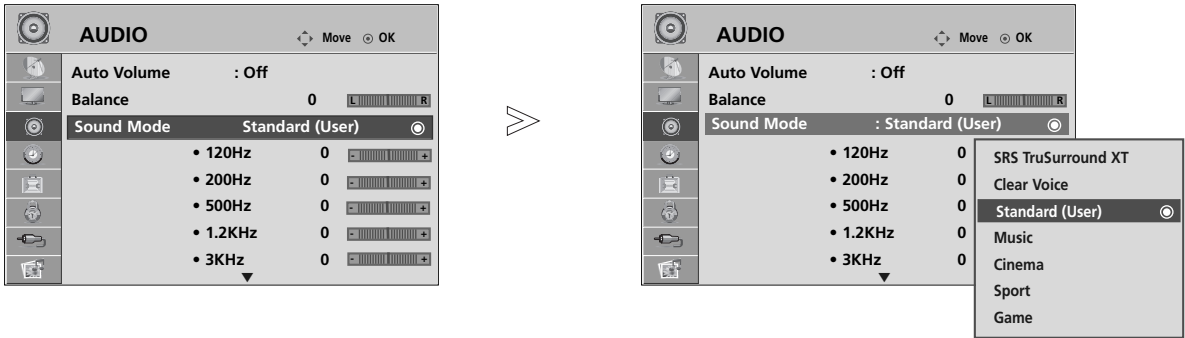 AUDIO Move OK
Auto Volume : Off
Balance 0 L R
Sound Mode Standard (User)
• 120Hz 0 - +
• 200Hz 0 - +
• 500Hz 0 - +
• 1.2KHz 0 - +
• 3KHz 0 - +
AUDIO Move OK
Auto Volume : Off
Balance 0 L R
Sound Mode : Standard (User)
• 120Hz 0
• 200Hz 0
• 500Hz 0
• 1.2KHz 0
• 3KHz 0
SRS TruSurround XT
Clear Voice
Standard (User)
Music
Cinema
Sport
Game